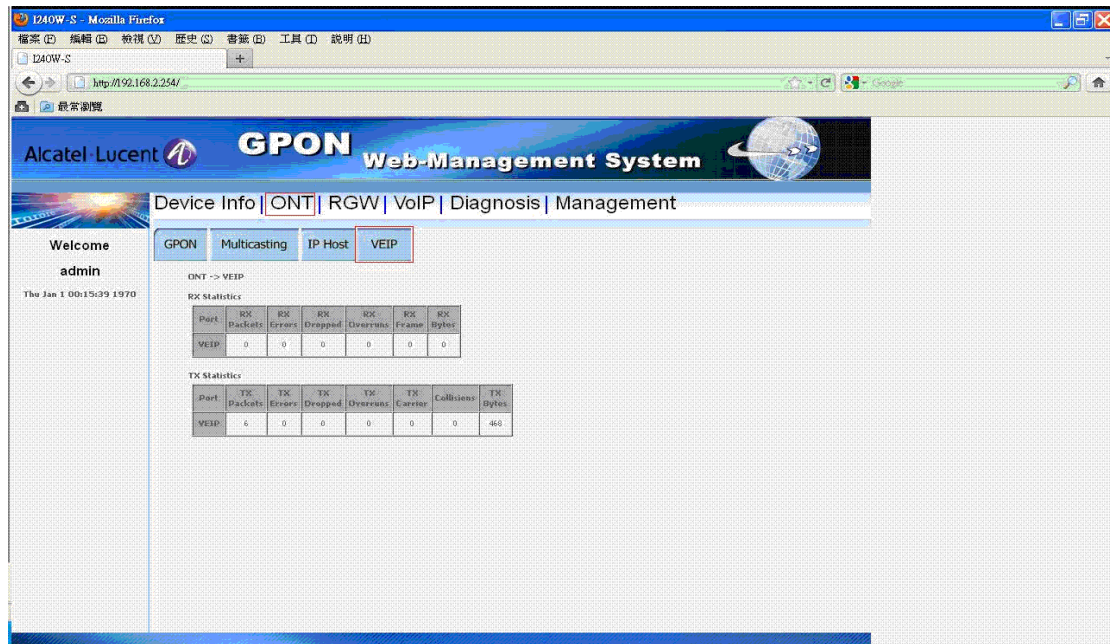 I240W-S - Mozilla Firefox
檔案(F) 編輯(E) 檢視(V) 歷史(S) 書籤(B) 工具(T) 說明(H)
I240W-S +
http://192.168.2.254/ Google
最常瀏覽
Alcatel·Lucent
GPON Web-Management System
Device Info| ONT| RGW| VoIP| Diagnosis| Management
Welcome
admin
Thu Jan 1 00:15:39 1970
GPON Multicasting IP Host VEIP
ONT -> VEIP
RX Statistics
Port RX Packets RX Errors RX Dropped RX Overruns RX Frame RX Bytes
VEIP 0 0 0 0 0 0
TX Statistics
Port TX Packets TX Errors TX Dropped TX Overruns TX Carrier Collisions TX Bytes
VEIP 6 0 0 0 0 0 468